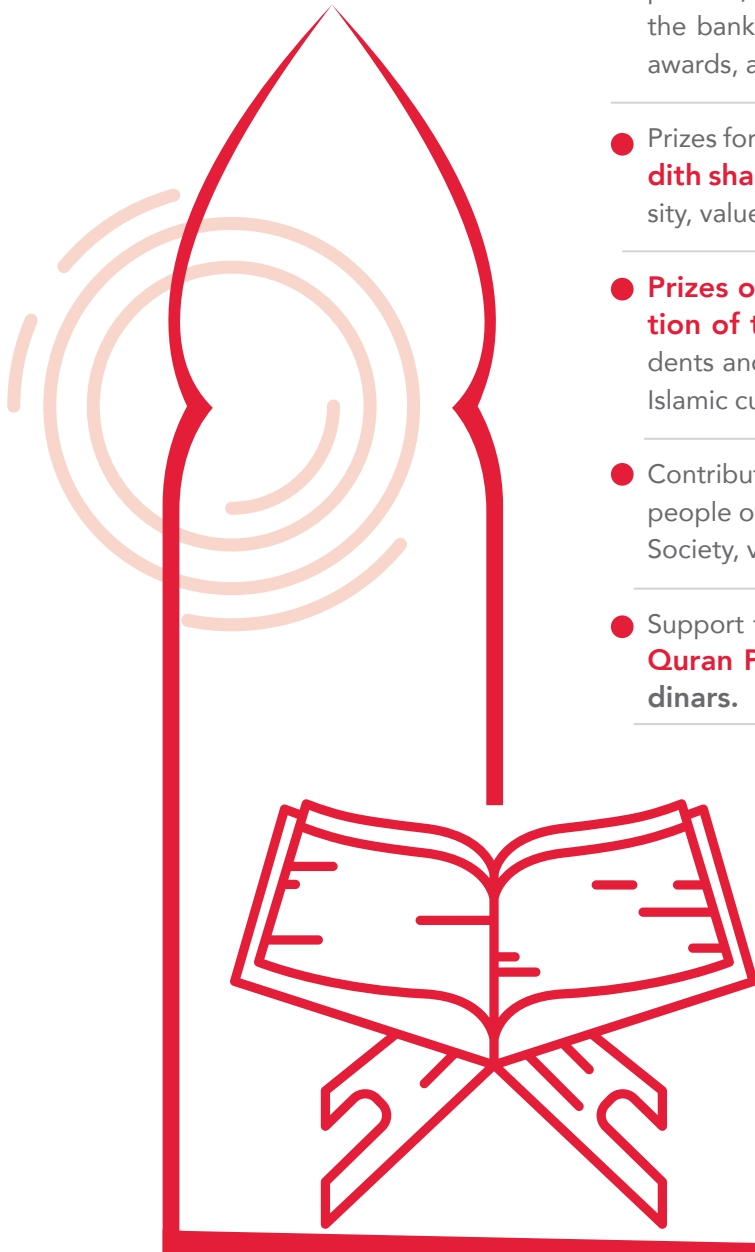 the bank
awards, a
Prizes for
dith sha
sity, value
Prizes o
tion of t
dents and
Islamic cu
Contribut
people o
Society, v
Support t
Quran P
dinars.